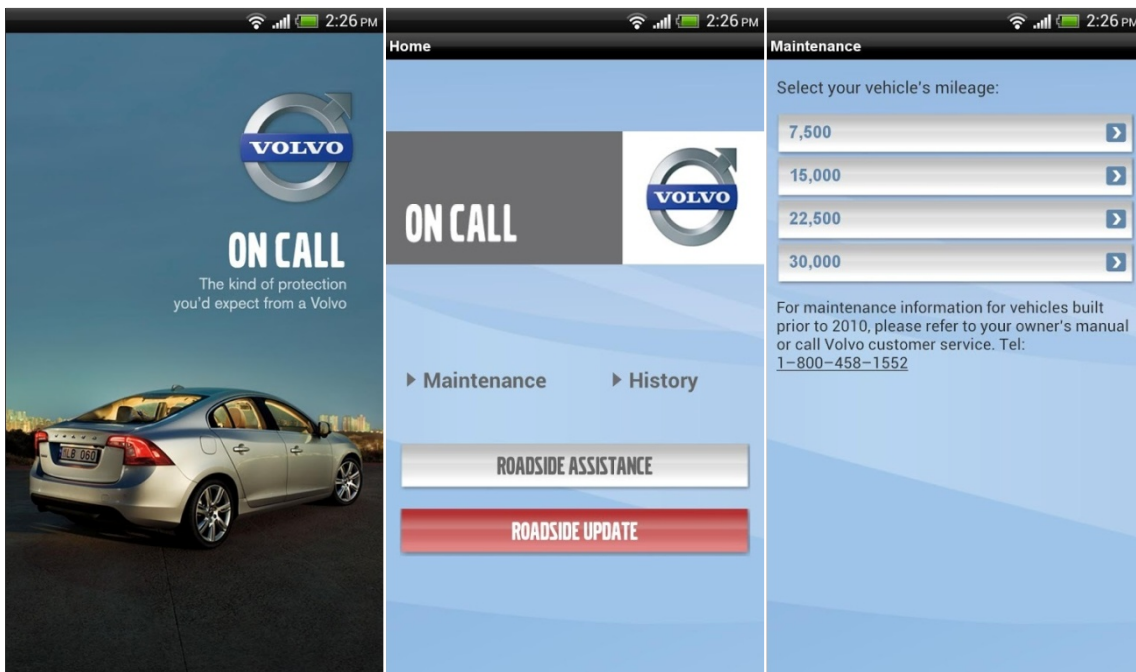 2:26 PM
VOLVO
ON CALL
The kind of protection
you'd expect from a Volvo
VOLVO
2:26 PM
Home
ON CALL
VOLVO
Maintenance
History
ROADSIDE ASSISTANCE
ROADSIDE UPDATE
2:26 PM
Maintenance
Select your vehicle's mileage:
7,500
15,000
22,500
30,000
For maintenance information for vehicles built
prior to 2010, please refer to your owner's manual
or call Volvo customer service. Tel:
1-800-458-1552